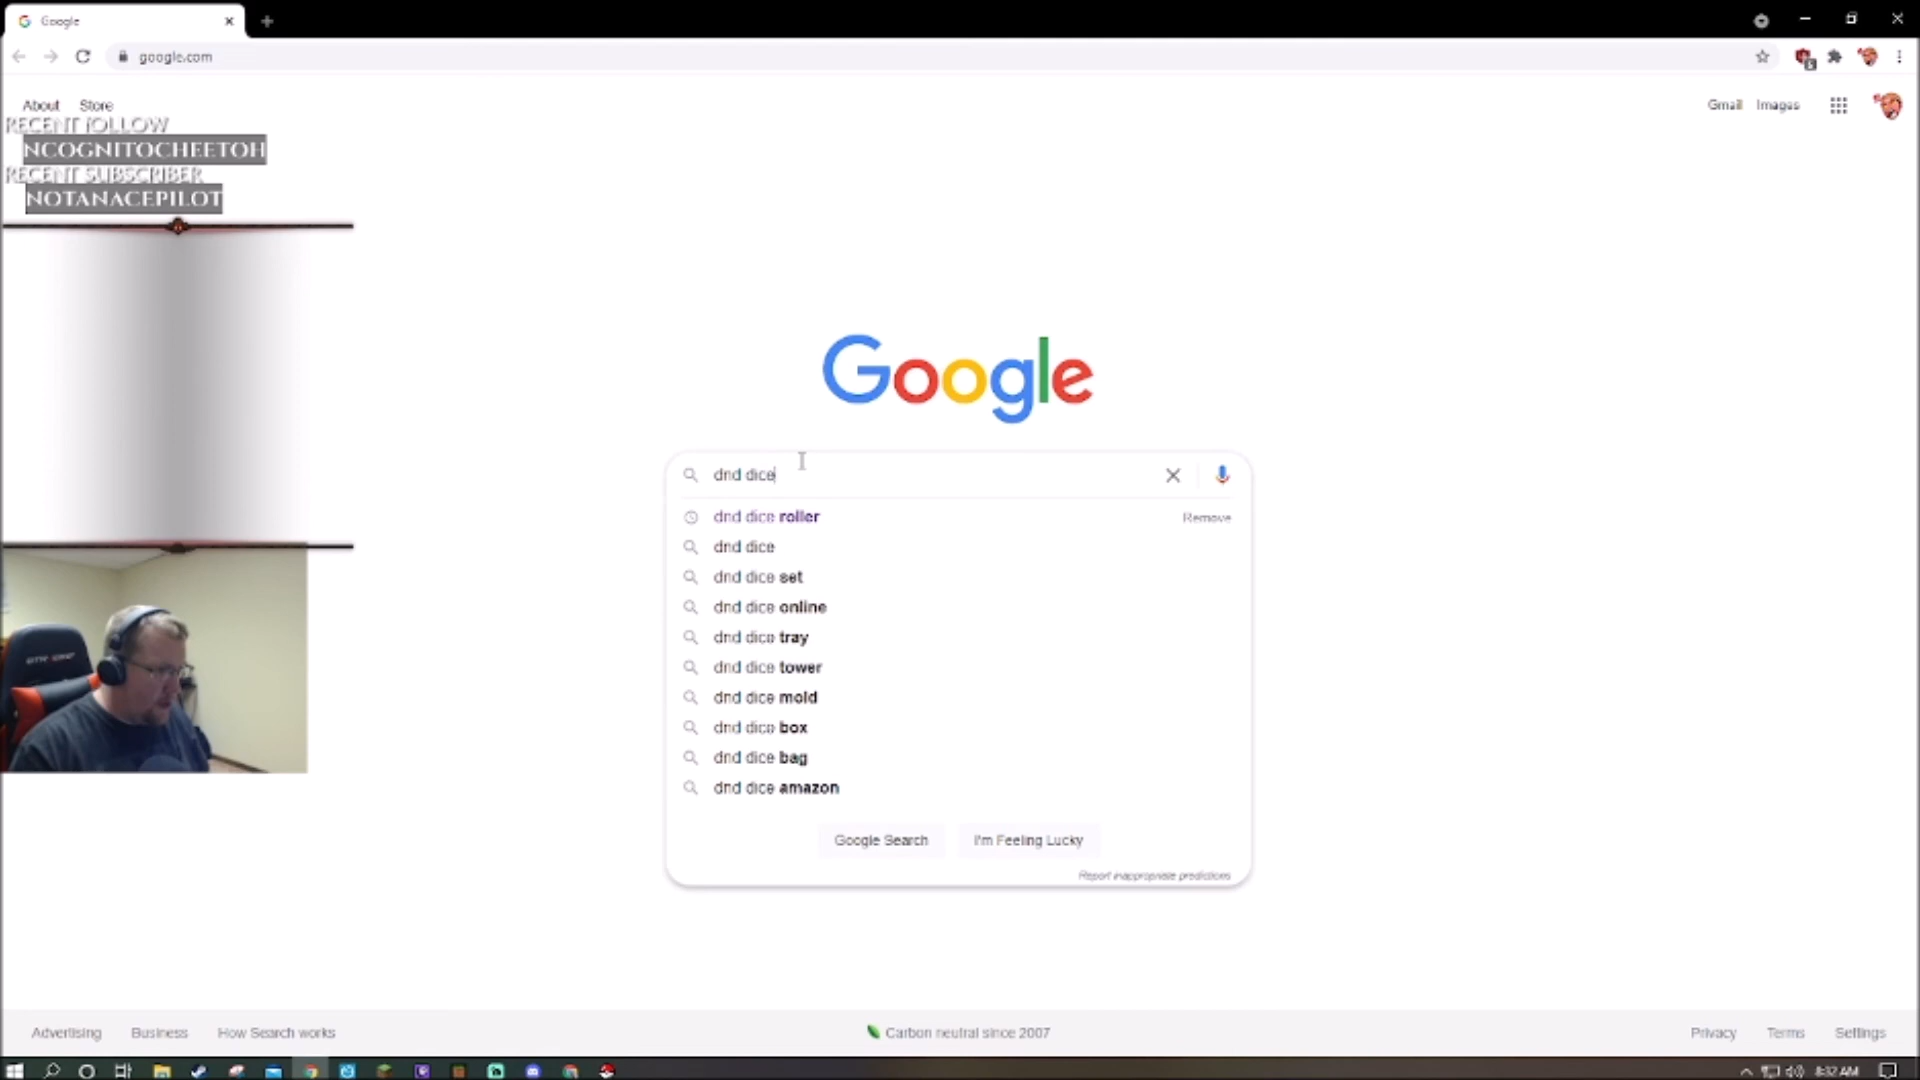 Google
google.com
About Store
Gmail Images
RECENT FOLLOW
NCOGNITOCHEETOH
RECENT SUBSCRIBER
NOTANACEPILOT
Google
dnd dice
dnd dice roller Remove
dnd dice
dnd dice set
dnd dice online
dnd dice tray
dnd dice tower
dnd dice mold
dnd dice box
dnd dice bag
dnd dice amazon
Google Search I'm Feeling Lucky
Report inappropriate predictions
Advertising Business How Search works
Carbon neutral since 2007
Privacy Terms Settings
8:32 AM